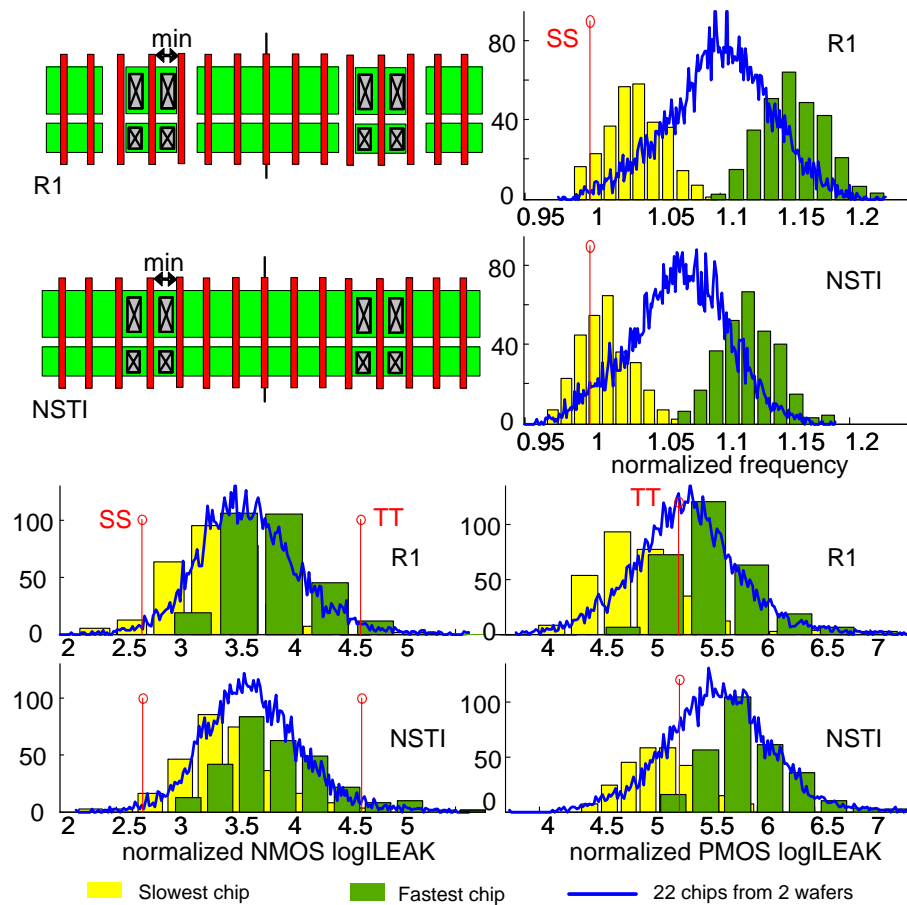 min
R1
min
NSTI
80
40
0
SS
R1
0.95 1 1.05 1.1 1.15 1.2
80
40
0
NSTI
0.95 1 1.05 1.1 1.15 1.2
normalized frequency
100
50
0
SS
TT
R1
2 2.5 3 3.5 4 4.5 5
TT
R1
4 4.5 5 5.5 6 6.5 7
100
50
0
100
50
0
NSTI
2 2.5 3 3.5 4 4.5 5
normalized NMOS logILEAK
100
50
0
NSTI
4 4.5 5 5.5 6 6.5 7
normalized PMOS logILEAK
Slowest chip
Fastest chip
22 chips from 2 wafers